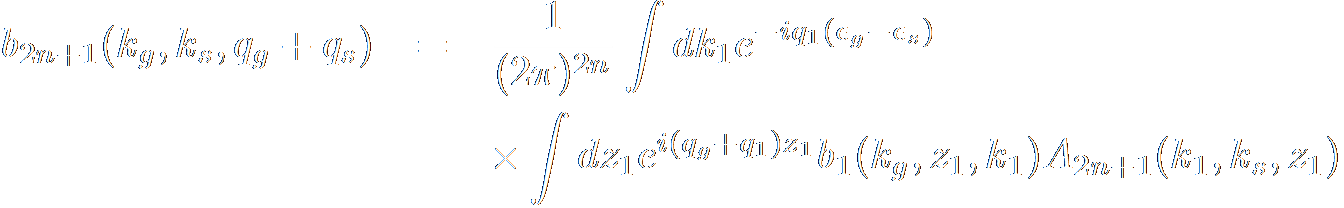 b_{2n+1}(k_g, k_s, q_g + q_s) = \frac{1}{(2\pi)^{2n}} \int dk_1 e^{-iq_1(\epsilon_g - \epsilon_s)}
\times \int dz_1 e^{i(q_g+q_1)z_1} b_1(k_g, z_1, k_1) A_{2n+1}(k_1, k_s, z_1)